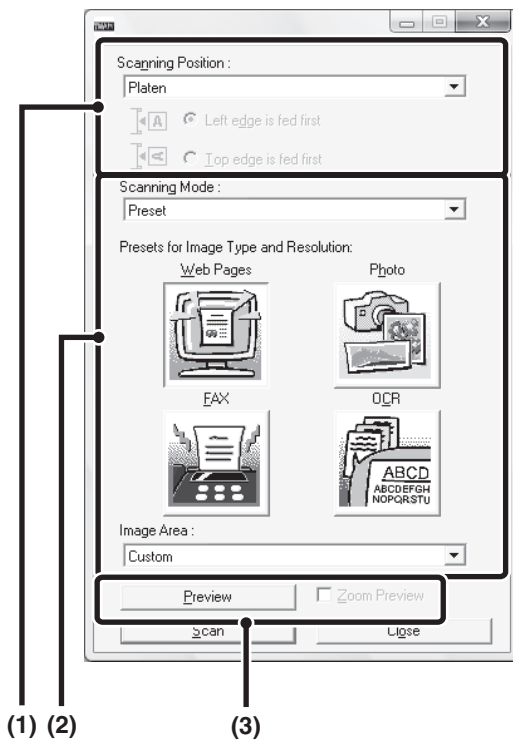 TWAIN
Scanning Position :
Platen
A Left edge is fed first
A Top edge is fed first
Scanning Mode :
Preset
Presets for Image Type and Resolution:
Web Pages Photo
FAX OCR
ABCD
ABCDEFGH
NOPQRSTU
Image Area :
Custom
Preview Zoom Preview
Scan Close
(1) (2) (3)